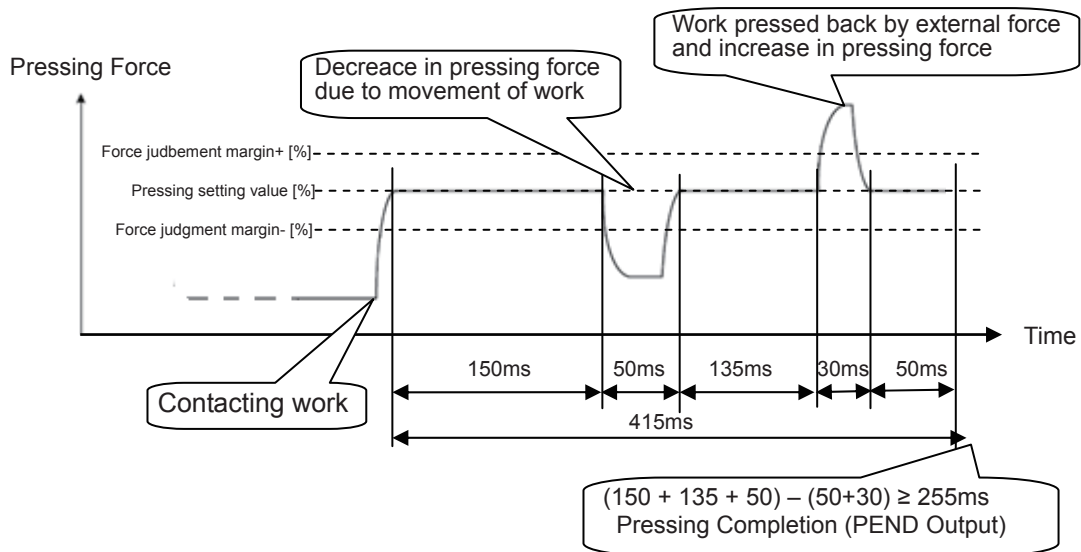 Work pressed back by external force
and increase in pressing force
Pressing Force
Decreace in pressing force
due to movement of work
Force judbement margin+ [%]
Pressing setting value [%]
Force judgment margin- [%]
Time
150ms
50ms
135ms
30ms
50ms
Contacting work
415ms
(150 + 135 + 50) – (50+30) ≥ 255ms
Pressing Completion (PEND Output)